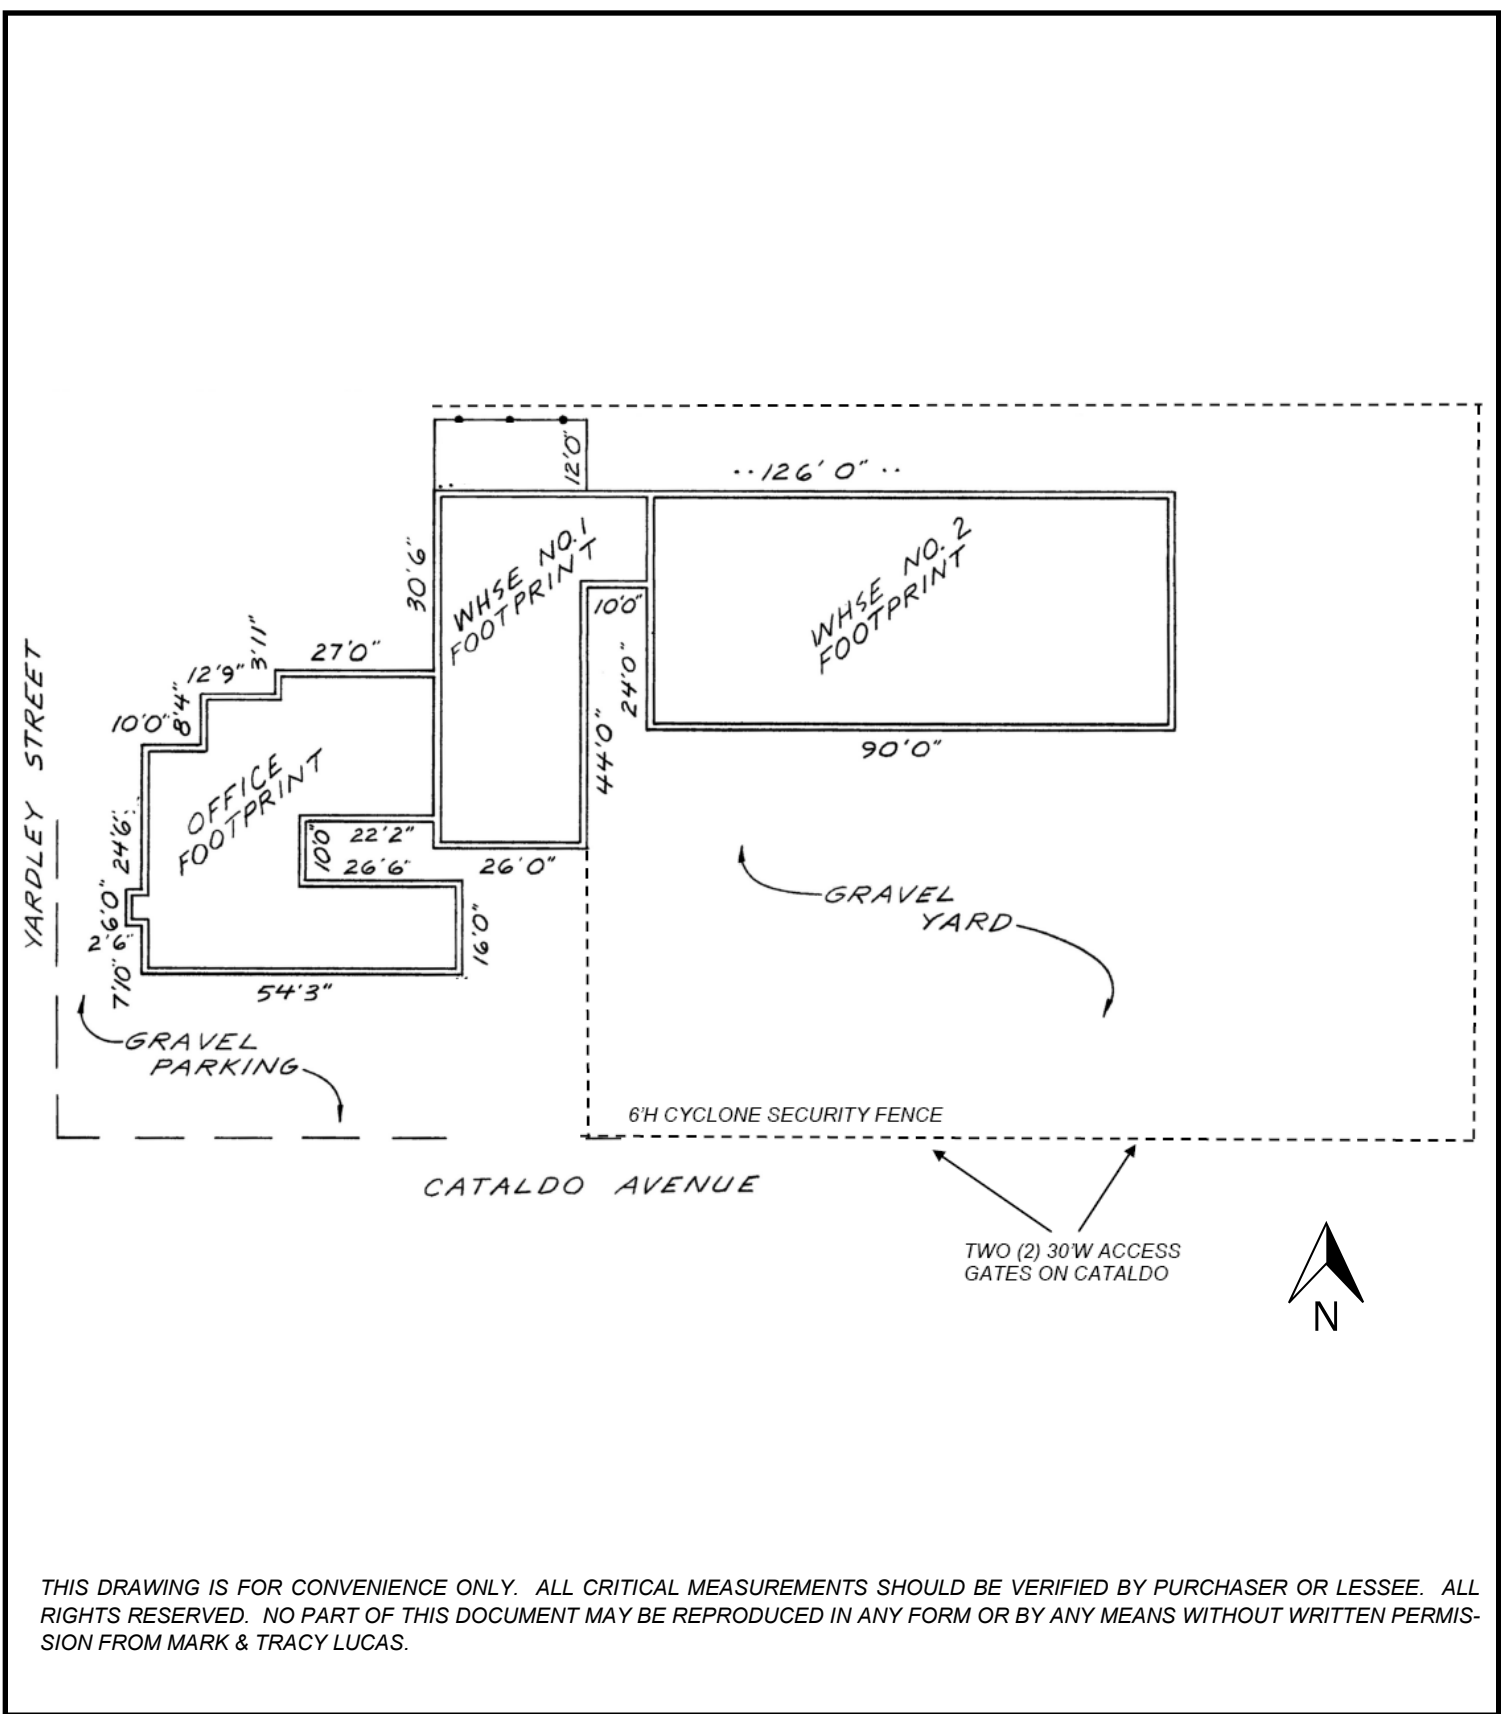 ··126' 0"··
12'0"
30'6"
WHSE NO.1
FOOTPRINT
WHSE NO. 2
FOOTPRINT
10'0"
24'0"
44'0"
90'0"
27'0"
3'11"
12'9"
8'4"
10'0"
YARDLEY STREET
OFFICE
FOOTPRINT
24'6"
22'2"
10'0"
26'6"
26'0"
6'0"
2'6"
7'10"
16'0"
54'3"
GRAVEL
YARD
GRAVEL
PARKING
6'H CYCLONE SECURITY FENCE
CATALDO AVENUE
TWO (2) 30'W ACCESS
GATES ON CATALDO
N
THIS DRAWING IS FOR CONVENIENCE ONLY. ALL CRITICAL MEASUREMENTS SHOULD BE VERIFIED BY PURCHASER OR LESSEE. ALL
RIGHTS RESERVED. NO PART OF THIS DOCUMENT MAY BE REPRODUCED IN ANY FORM OR BY ANY MEANS WITHOUT WRITTEN PERMIS-
SION FROM MARK & TRACY LUCAS.